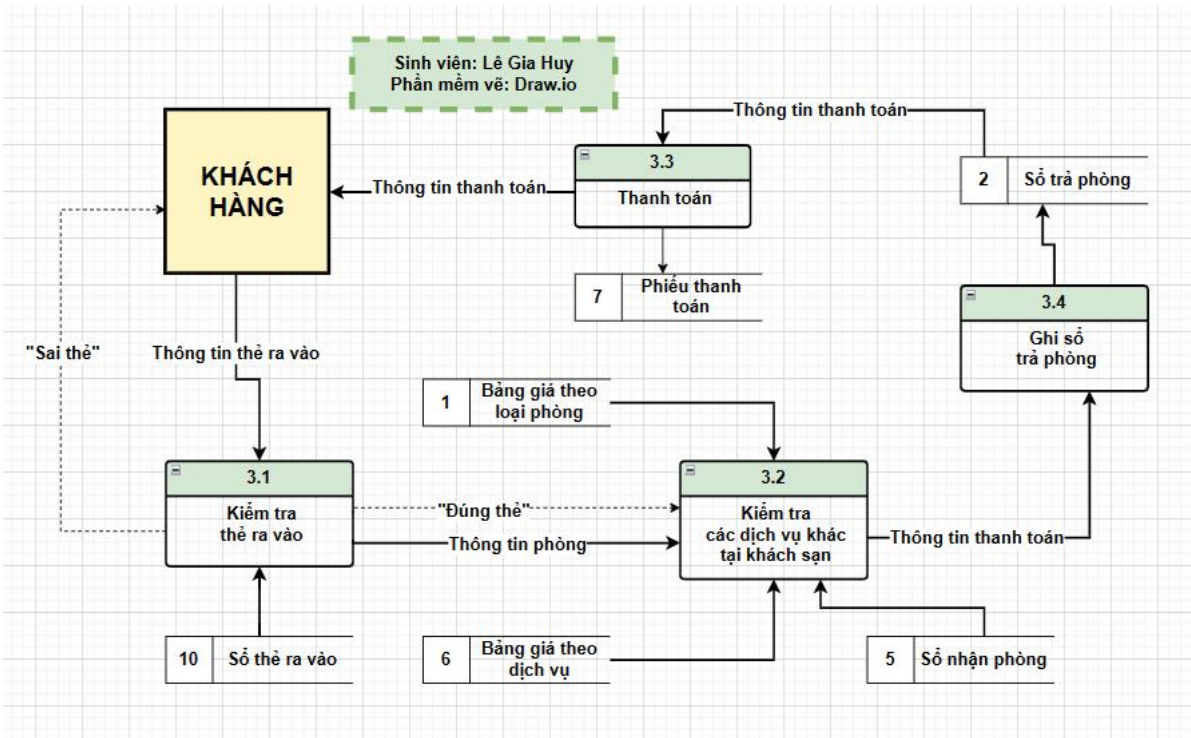 Sinh viên: Lê Gia Huy
Phần mềm vẽ: Draw.io
Thông tin thanh toán
KHÁCH
HÀNG
Thông tin thanh toán
3.3
Thanh toán
2
Sổ trả phòng
7
Phiếu thanh
toán
3.4
Ghi sổ
trả phòng
"Sai thẻ"
Thông tin thẻ ra vào
1
Bảng giá theo
loại phòng
3.1
Kiểm tra
thẻ ra vào
"Đúng thẻ"
Thông tin phòng
3.2
Kiểm tra
các dịch vụ khác
tại khách sạn
Thông tin thanh toán
10
Sổ thẻ ra vào
6
Bảng giá theo
dịch vụ
5
Sổ nhận phòng